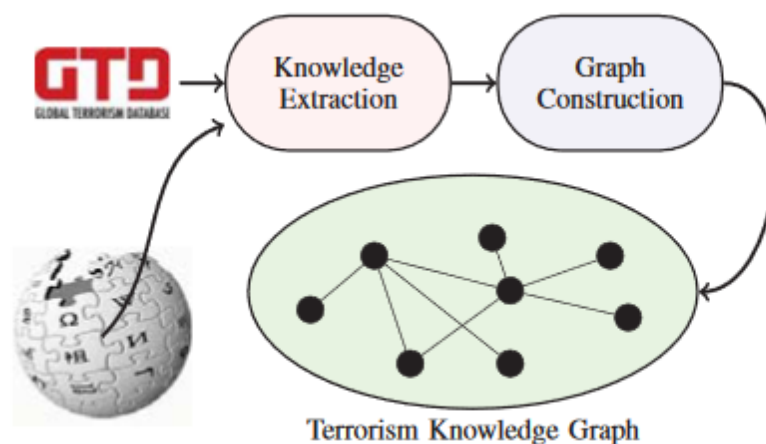 GTD
GLOBAL TERRORISM DATABASE
Knowledge
Extraction
Graph
Construction
Ω
И
Terrorism Knowledge Graph